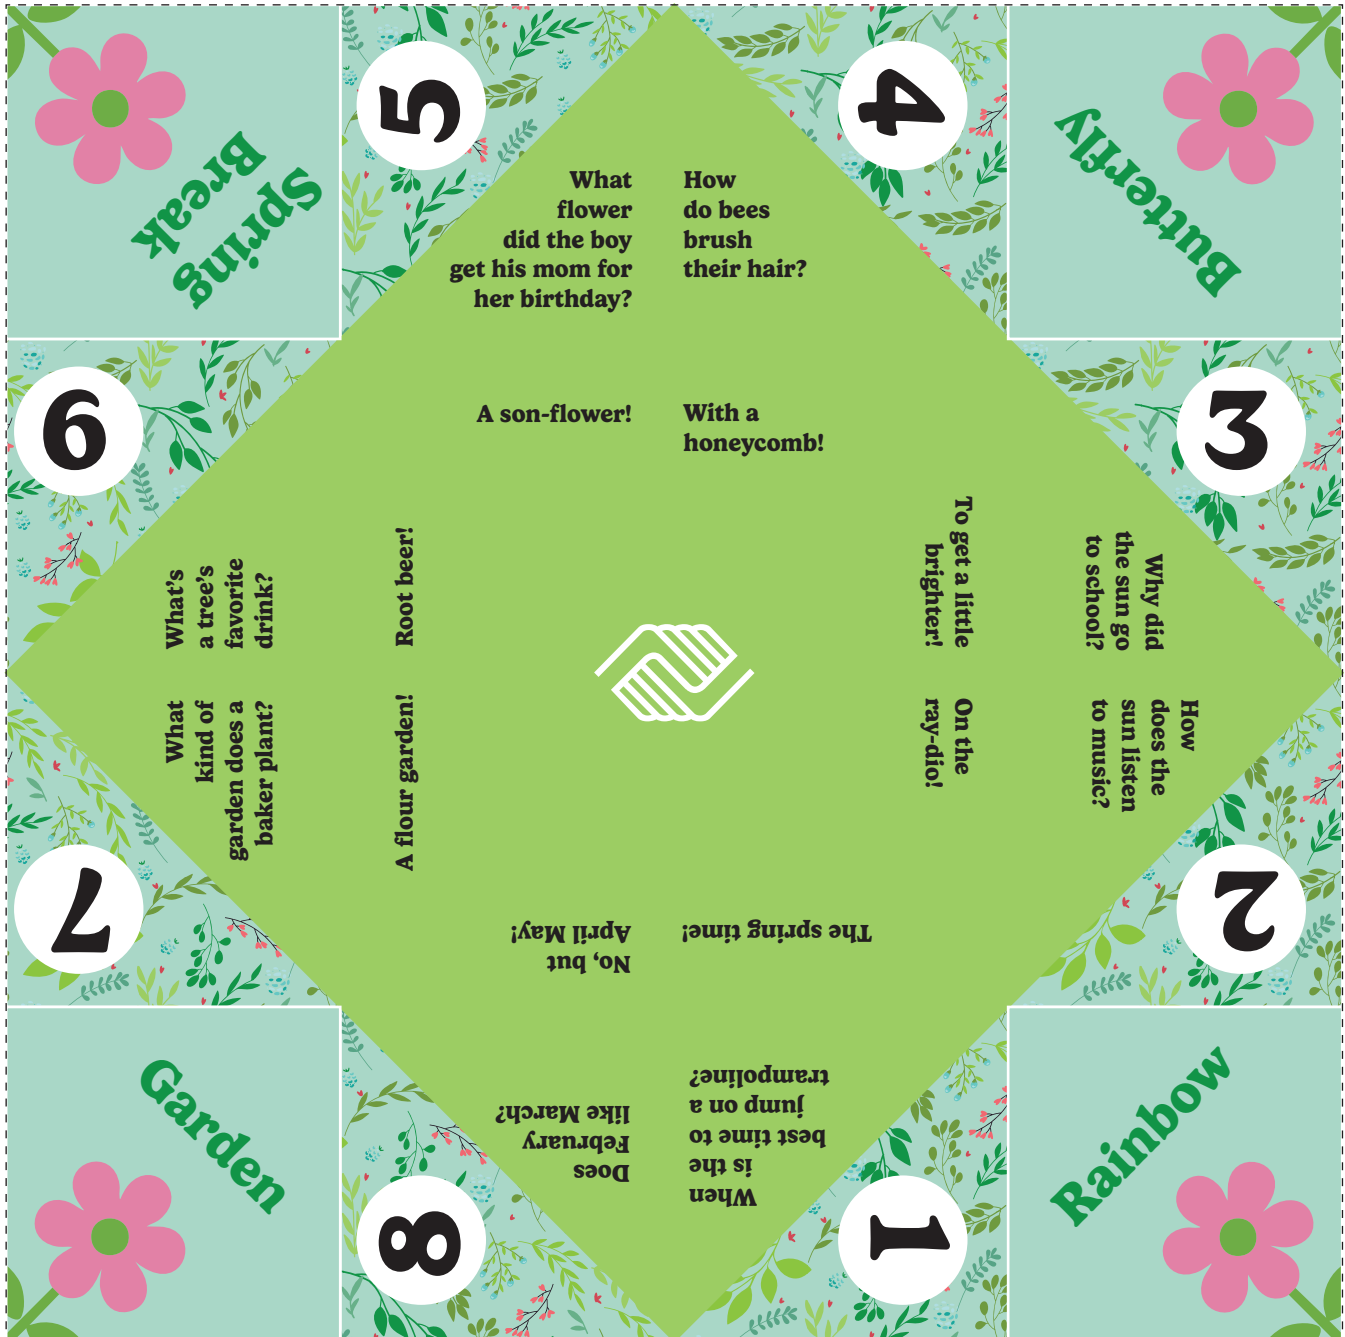 Spring
Break
5
4
Butterfly
What
flower
did the boy
get his mom for
her birthday?
How
do bees
brush
their hair?
A son-flower!
With a
honeycomb!
6
3
What's
a tree's
favorite
drink?
Root beer!
To get a little
brighter!
Why did
the sun go
to school?
What
kind of
garden does a
baker plant?
A flour garden!
On the
ray-dio!
How
does the
sun listen
to music?
7
2
No, but
April May!
The spring time!
Does
February
like March?
When
is the
best time to
jump on a
trampoline?
Garden
8
1
Rainbow